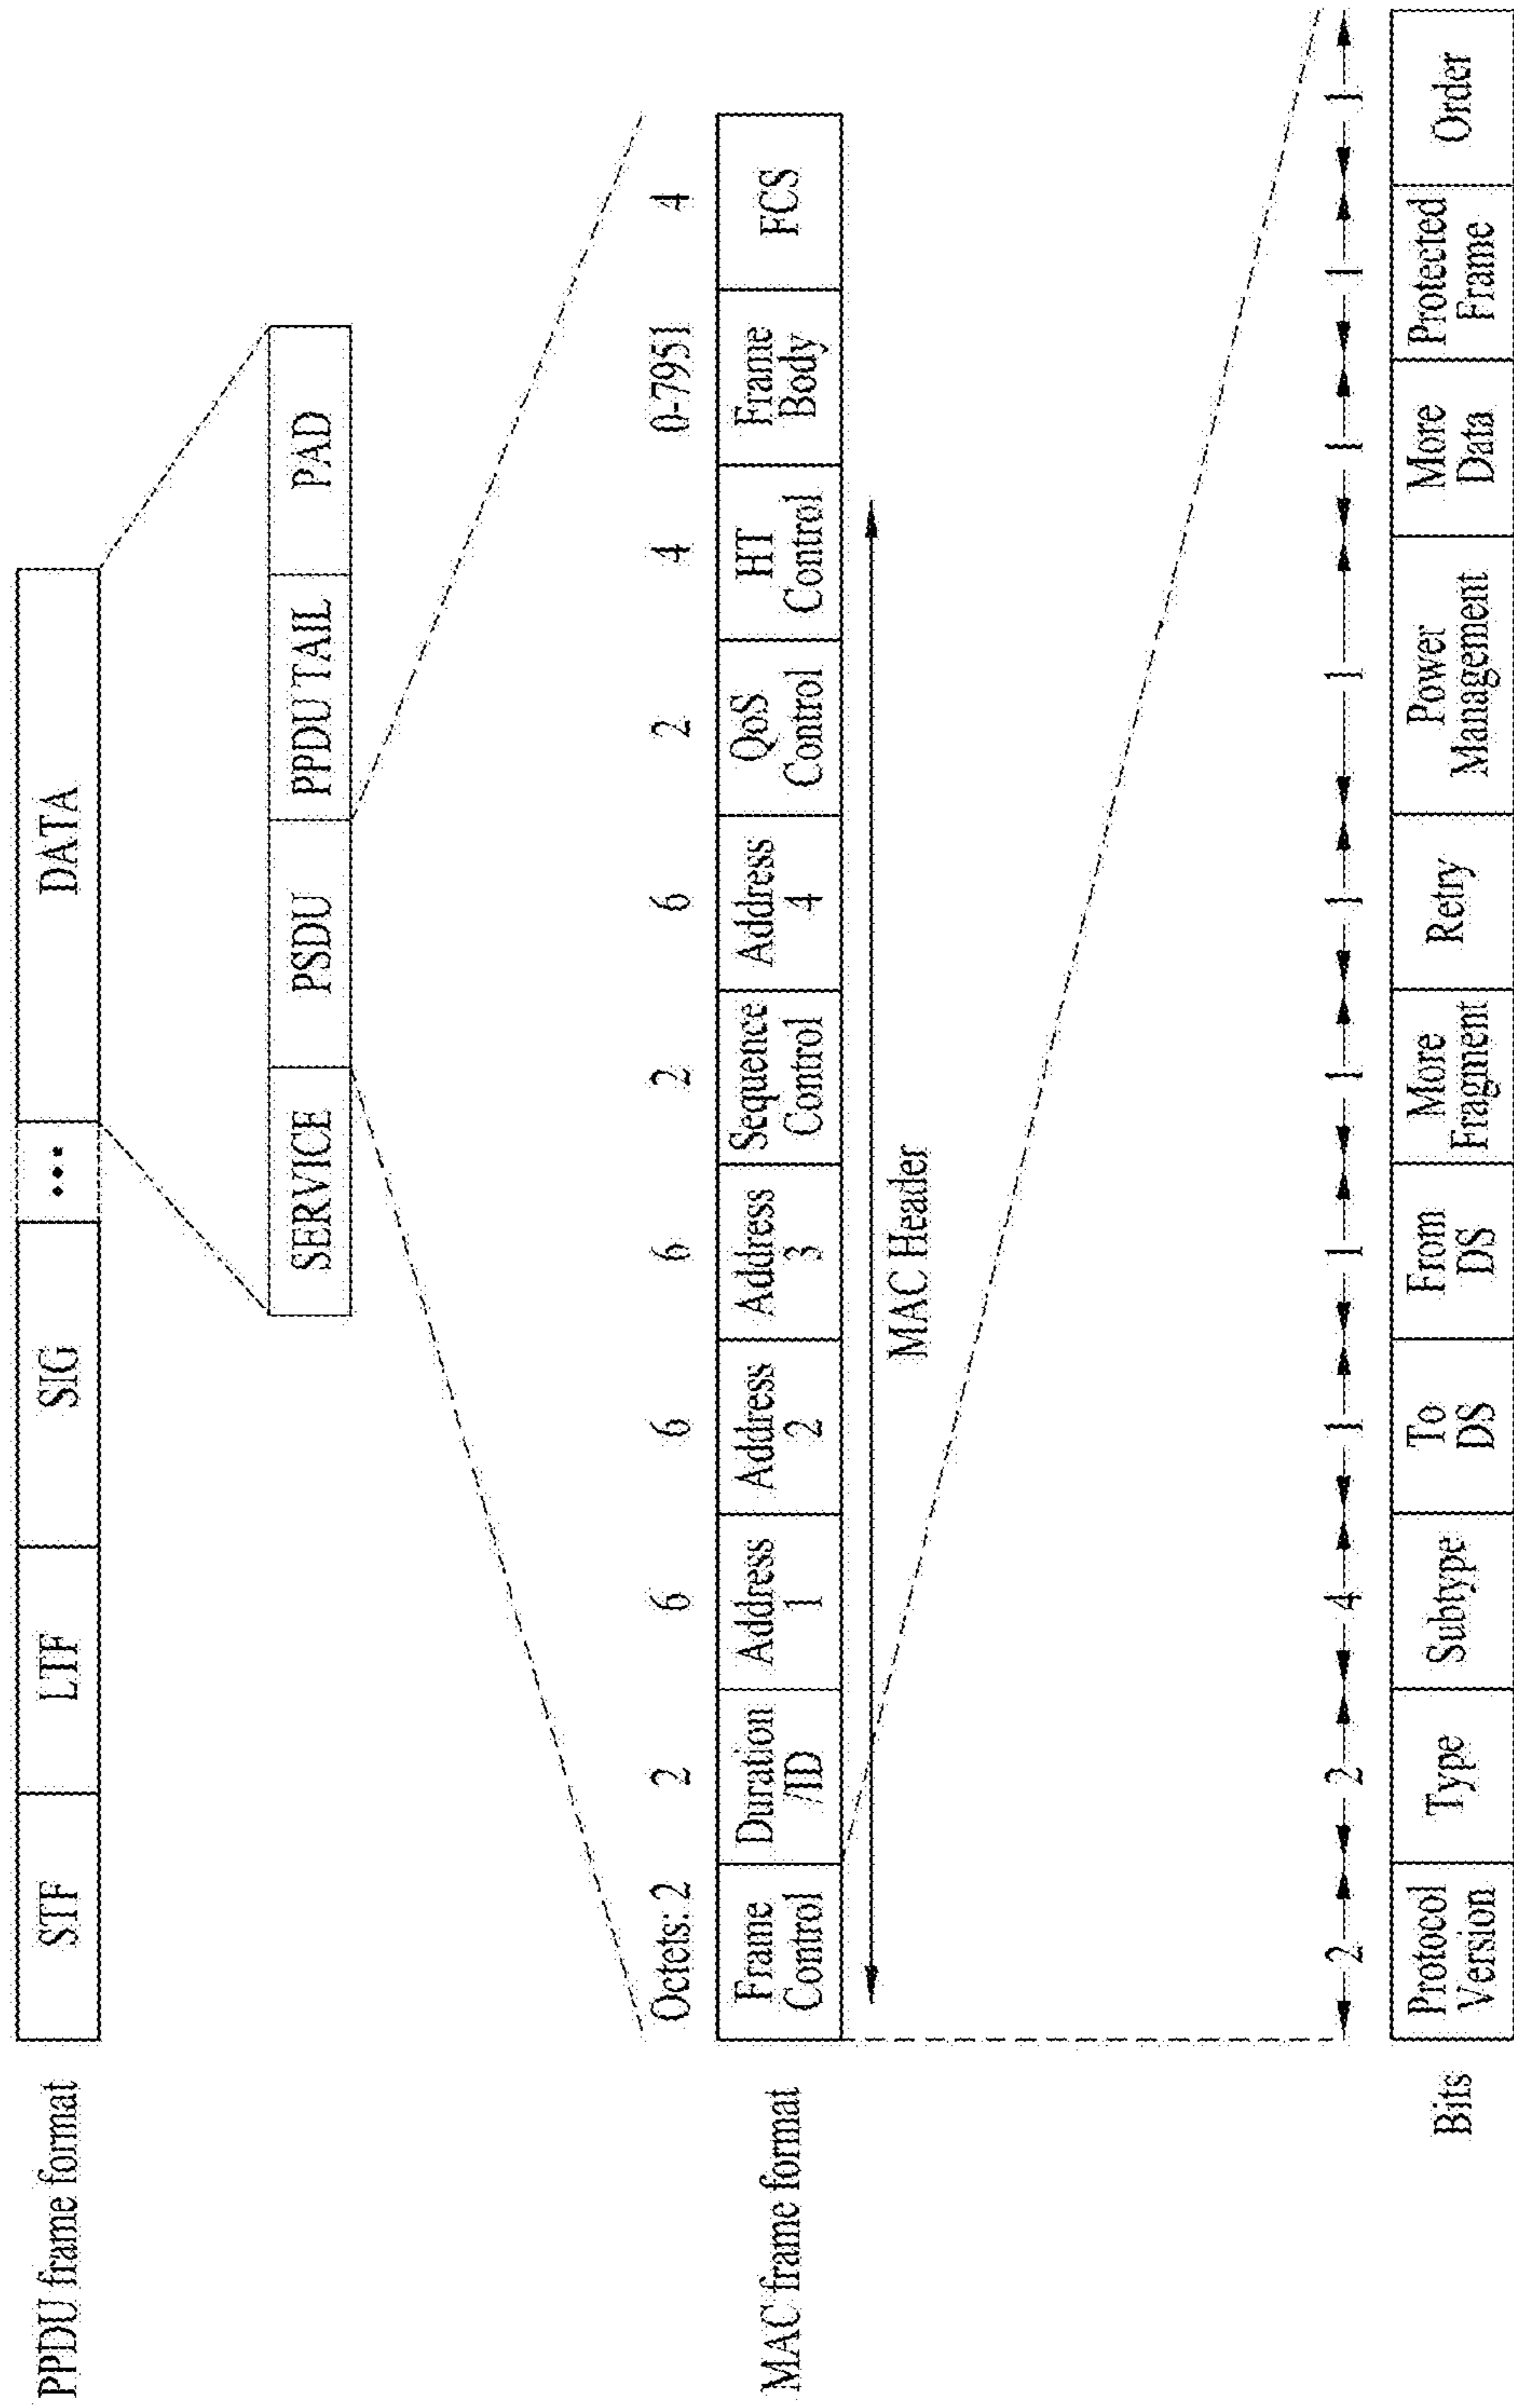 PPDU frame format
STF LTF SIG ••• DATA
SERVICE PSDU PPDU TAIL PAD
MAC frame format
Octets: 2 2 6 6 6 2 6 2 4 0-7951 4
Frame Control
Duration /ID
Address 1
Address 2
Address 3
Sequence Control
Address 4
QoS Control
HT Control
Frame Body
FCS
MAC Header
2 2 4 1 1 1 1 1 1 1 1
Bits
Protocol Version
Type
Subtype
To DS
From DS
More Fragment
Retry
Power Management
More Data
Protected Frame
Order